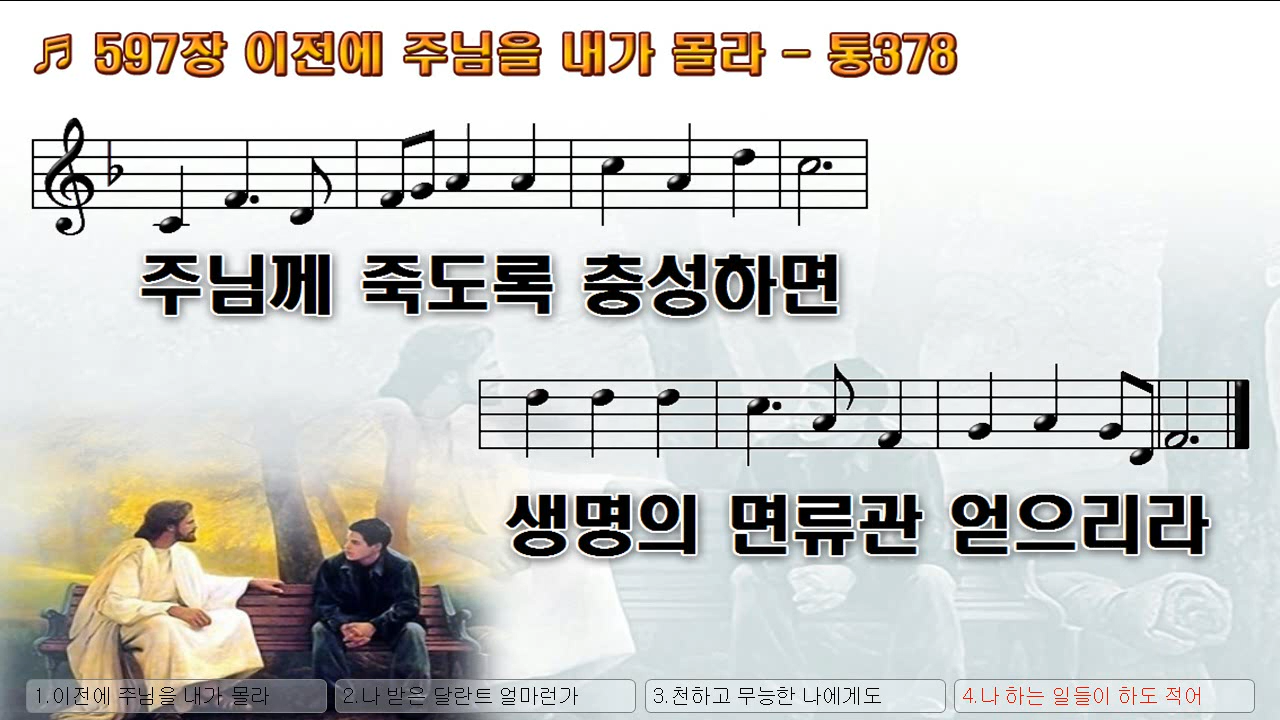 ♬ 597장 이전에 주님을 내가 몰라 - 통378
주님께 죽도록 충성하면
생명의 면류관 얻으리라
1.이전에 주님을 내가 몰라
2.나 받은 달란트 얼마런가
3.천하고 무능한 나에게도
4.나 하는 일들이 하도 적어